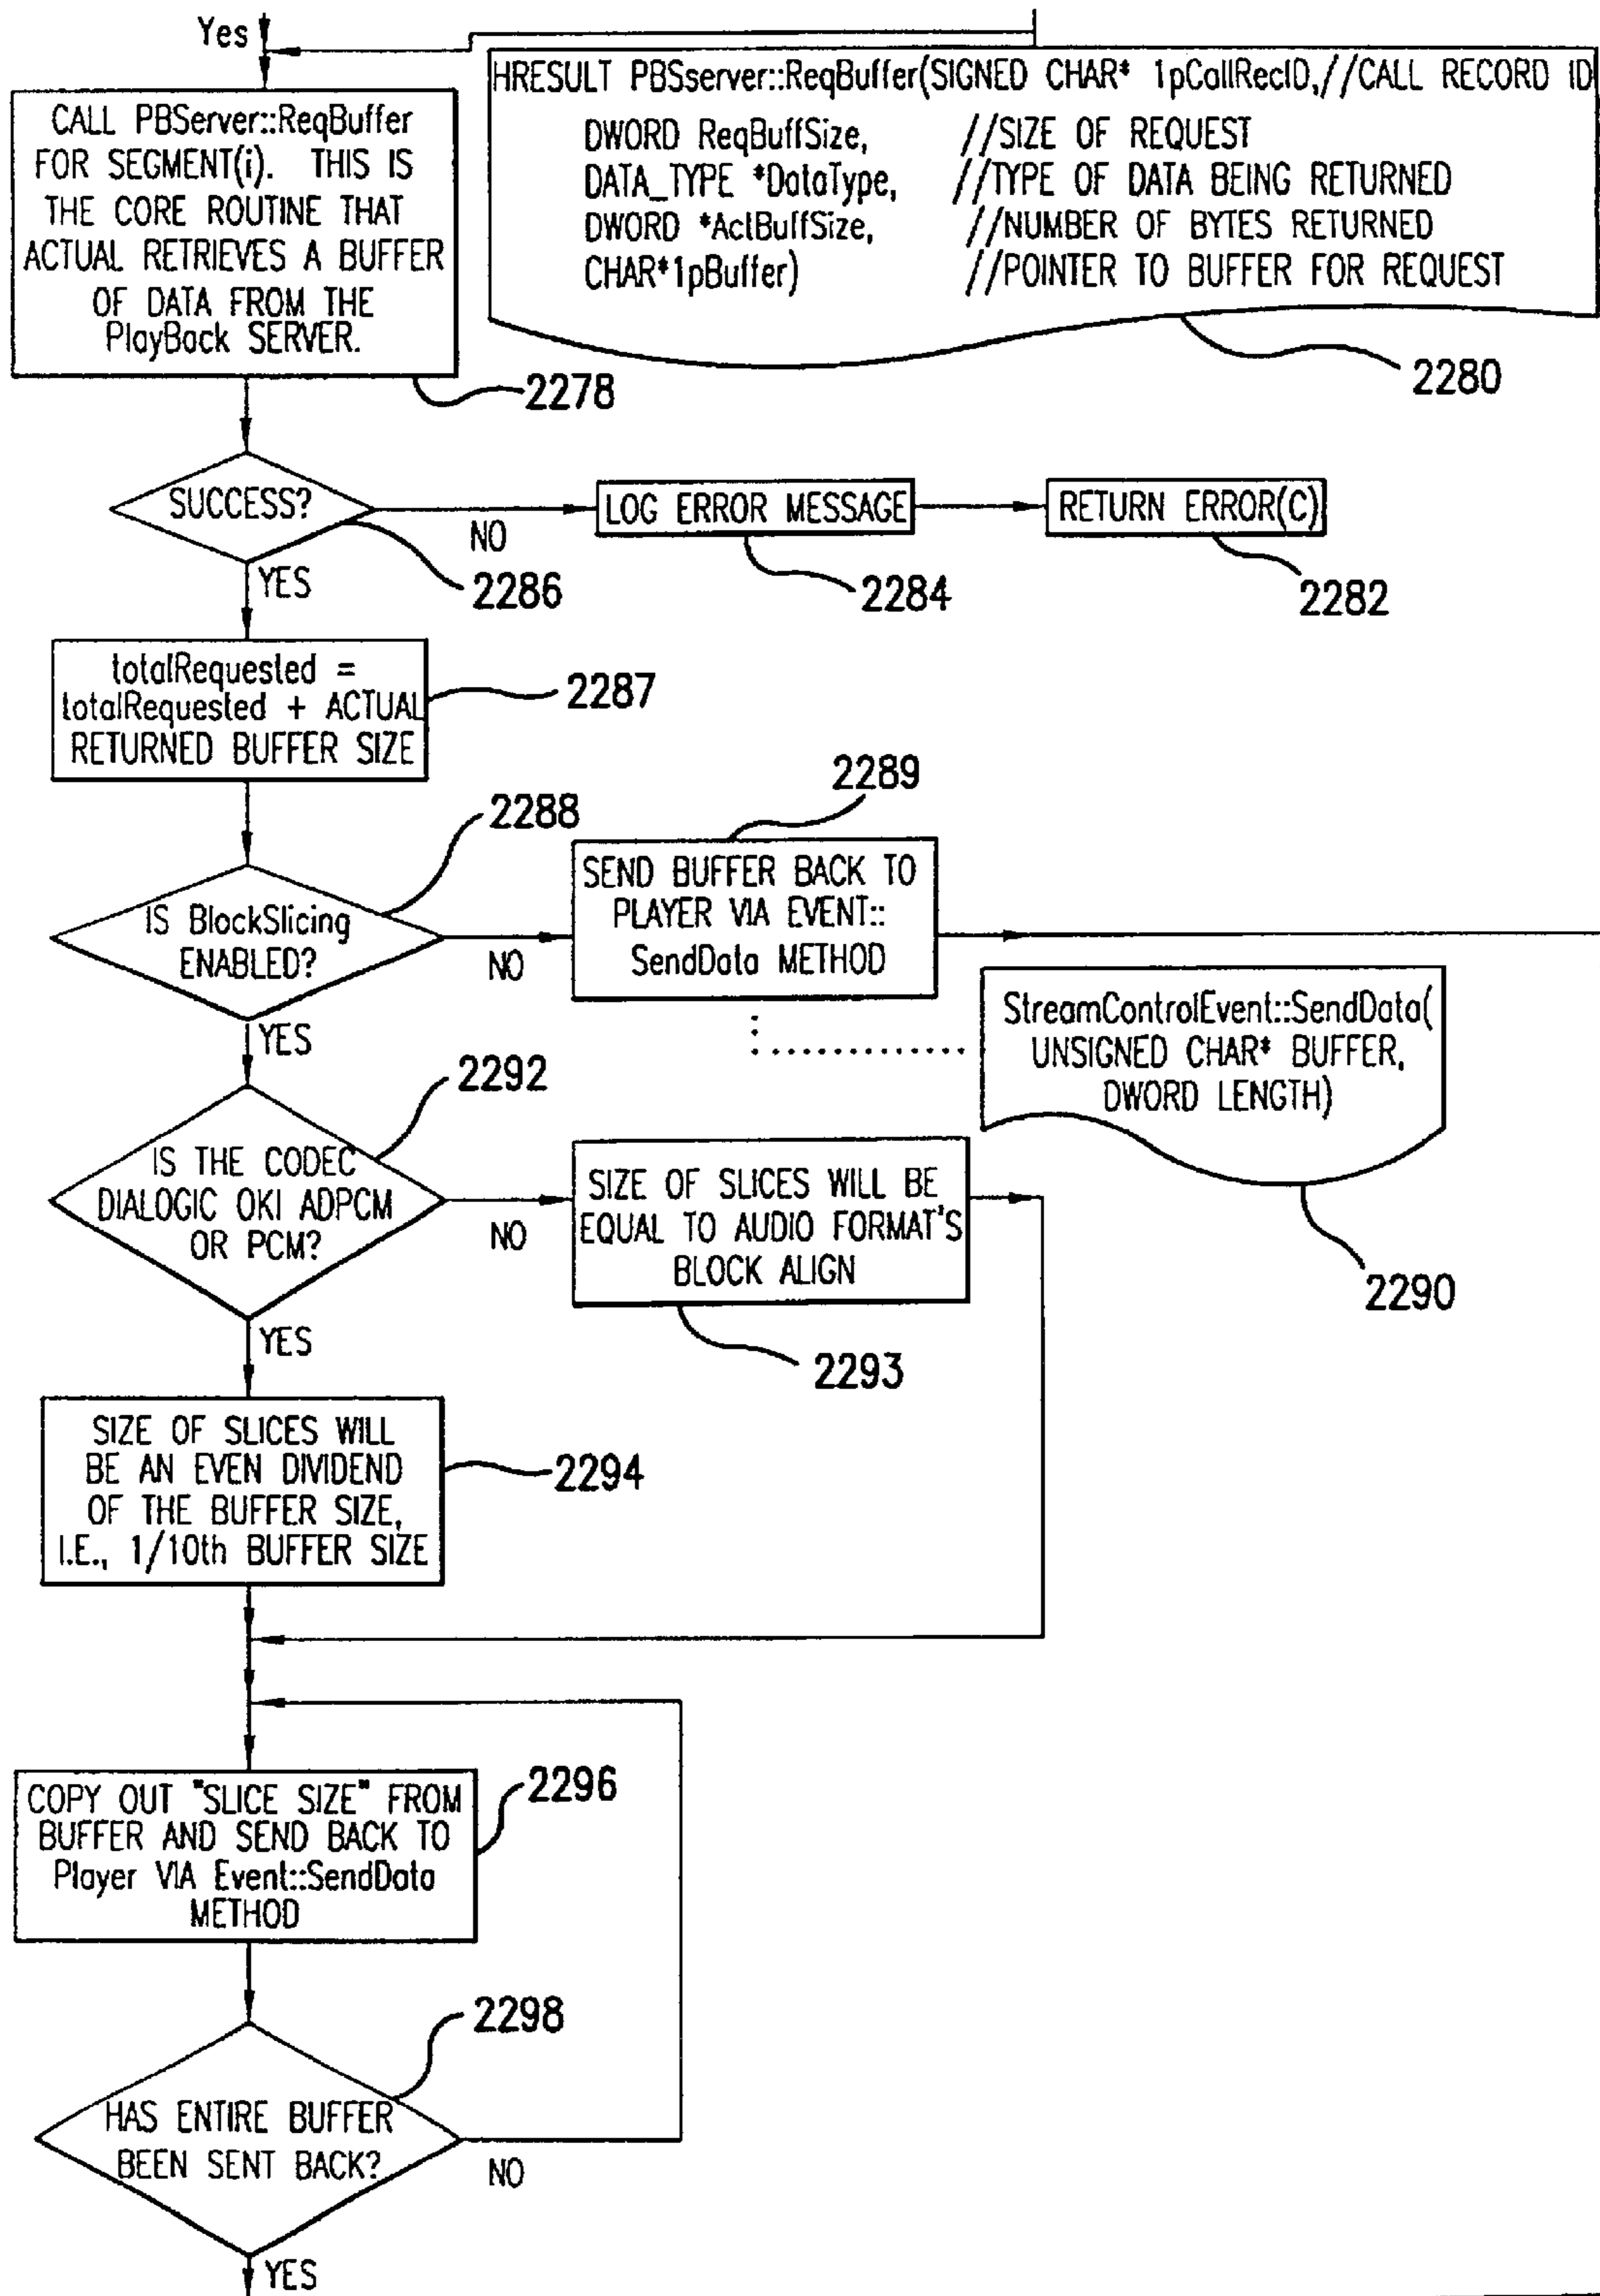 Yes
HRESULT PBSserver::ReqBuffer(SIGNED CHAR* 1pCallRecID,//CALL RECORD ID
DWORD ReqBuffSize, //SIZE OF REQUEST
DATA_TYPE *DataType, //TYPE OF DATA BEING RETURNED
DWORD *ActBuffSize, //NUMBER OF BYTES RETURNED
CHAR*1pBuffer) //POINTER TO BUFFER FOR REQUEST
2280
CALL PBServer::ReqBuffer
FOR SEGMENT(i). THIS IS
THE CORE ROUTINE THAT
ACTUAL RETRIEVES A BUFFER
OF DATA FROM THE
PlayBack SERVER.
2278
SUCCESS?
NO
LOG ERROR MESSAGE
RETURN ERROR(C)
2286
2284
2282
YES
totalRequested =
totalRequested + ACTUAL
RETURNED BUFFER SIZE
2287
2288
2289
IS BlockSlicing
ENABLED?
NO
SEND BUFFER BACK TO
PLAYER VIA EVENT::
SendData METHOD
StreamControlEvent::SendData(
UNSIGNED CHAR* BUFFER,
DWORD LENGTH)
2290
YES
2292
IS THE CODEC
DIALOGIC OKI ADPCM
OR PCM?
NO
SIZE OF SLICES WILL BE
EQUAL TO AUDIO FORMAT'S
BLOCK ALIGN
2293
YES
SIZE OF SLICES WILL
BE AN EVEN DIVIDEND
OF THE BUFFER SIZE,
I.E., 1/10th BUFFER SIZE
2294
COPY OUT "SLICE SIZE" FROM
BUFFER AND SEND BACK TO
Player VIA Event::SendData
METHOD
2296
2298
HAS ENTIRE BUFFER
BEEN SENT BACK?
NO
YES